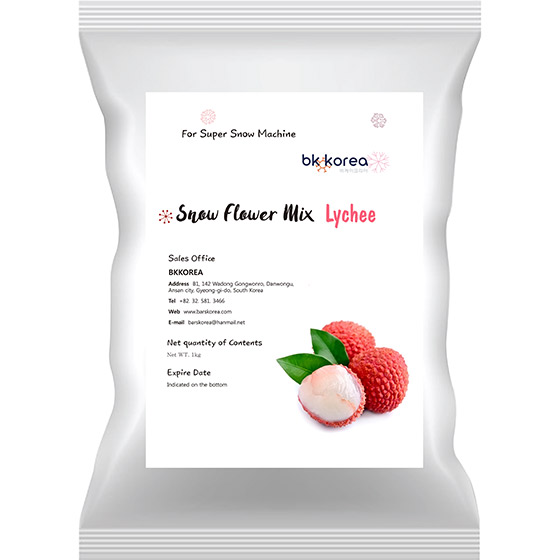 For Super Snow Machine
bk korea
Snow Flower Mix Lychee
Sales Office
BKKOREA
Address 81, 142 Wadong Gongwonro, Danwongu,
Ansan city, Gyeong-gi-do, South Korea
Tel +82. 32. 581. 3466
Web www.barskorea.com
E-mail barskorea@hanmail.net
Net quantity of Contents
Net WT. 1kg
Expire Date
Indicated on the bottom